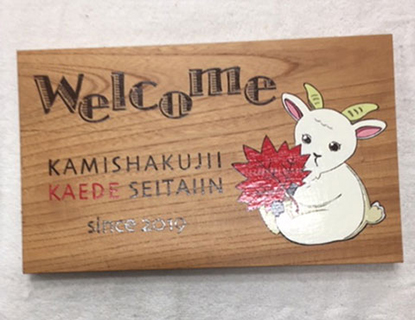 Welcome
KAMISHAKUJII
KAEDE SEITAIIN
since 2019